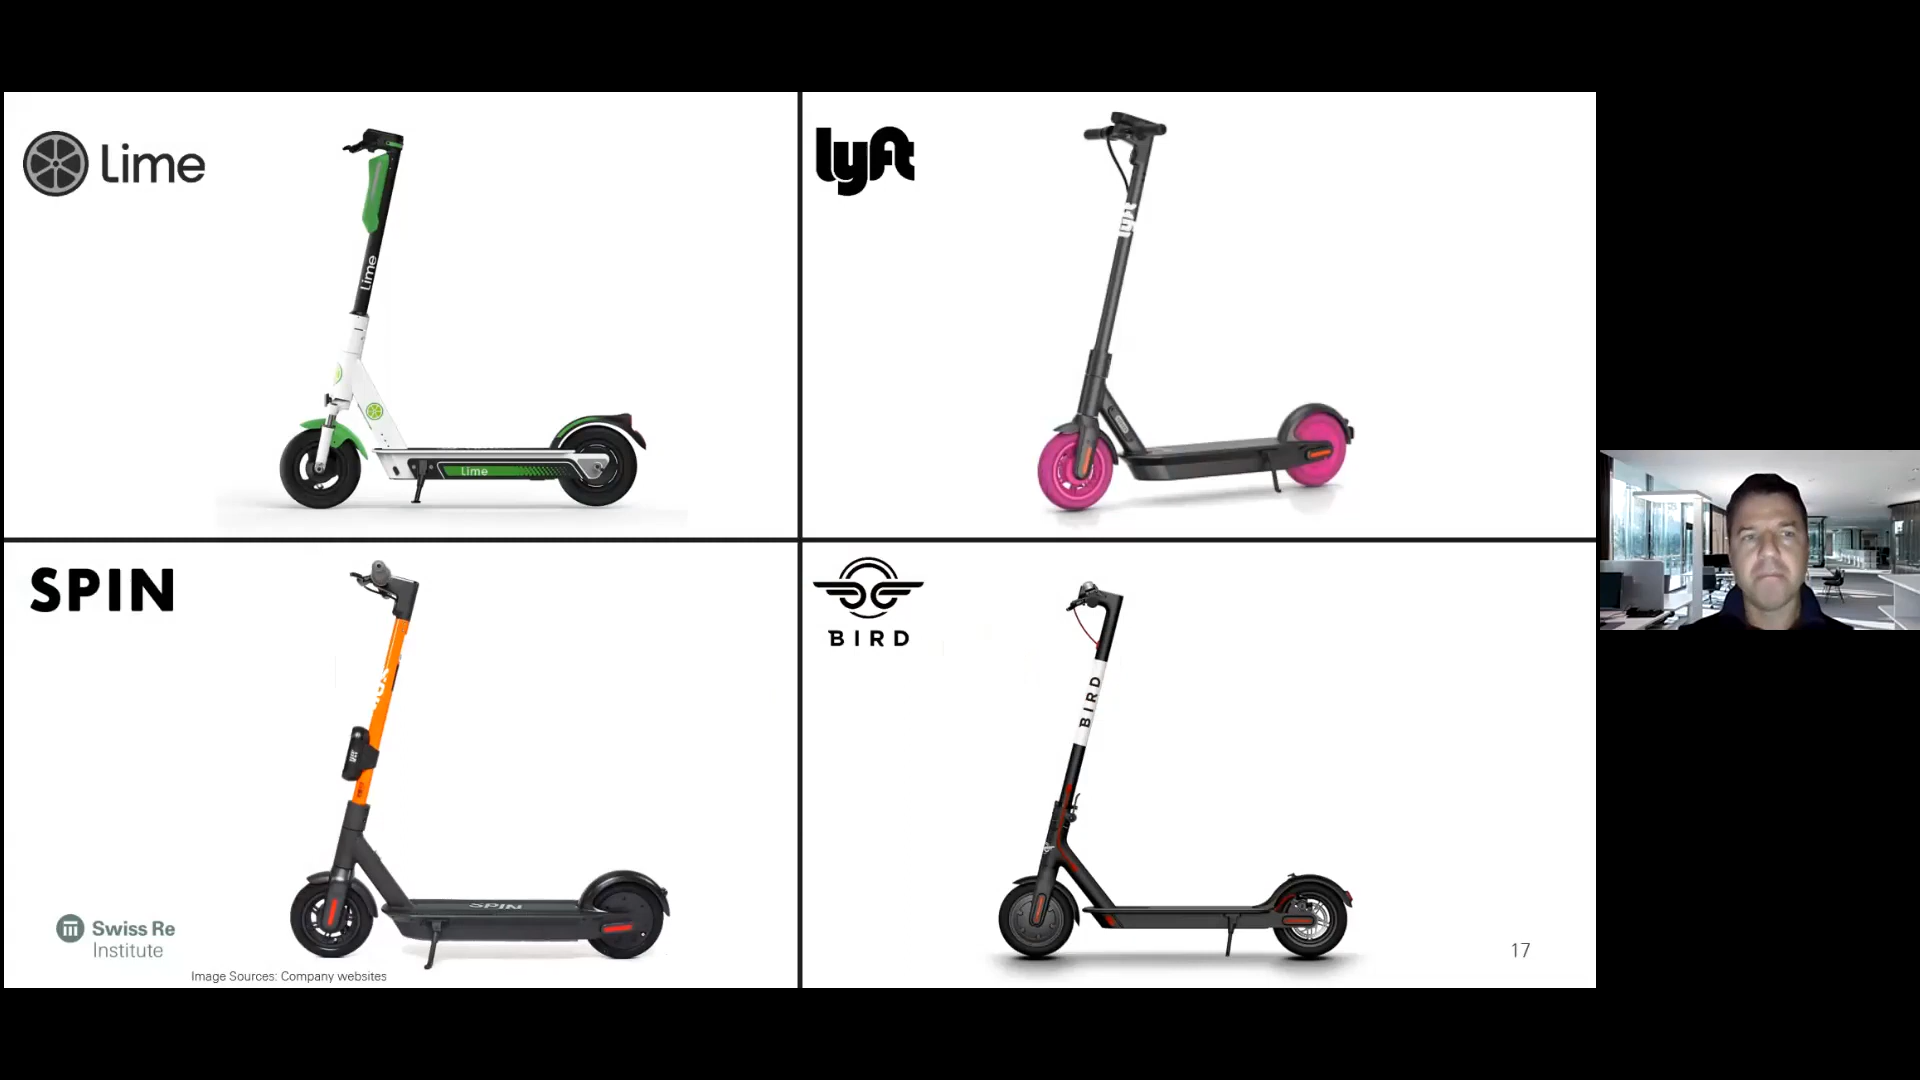 Lime
Lime
Lime
lyft
lyft
SPIN
SPIN
BIRD
BIRD
Swiss Re
Institute
Image Sources: Company websites
17